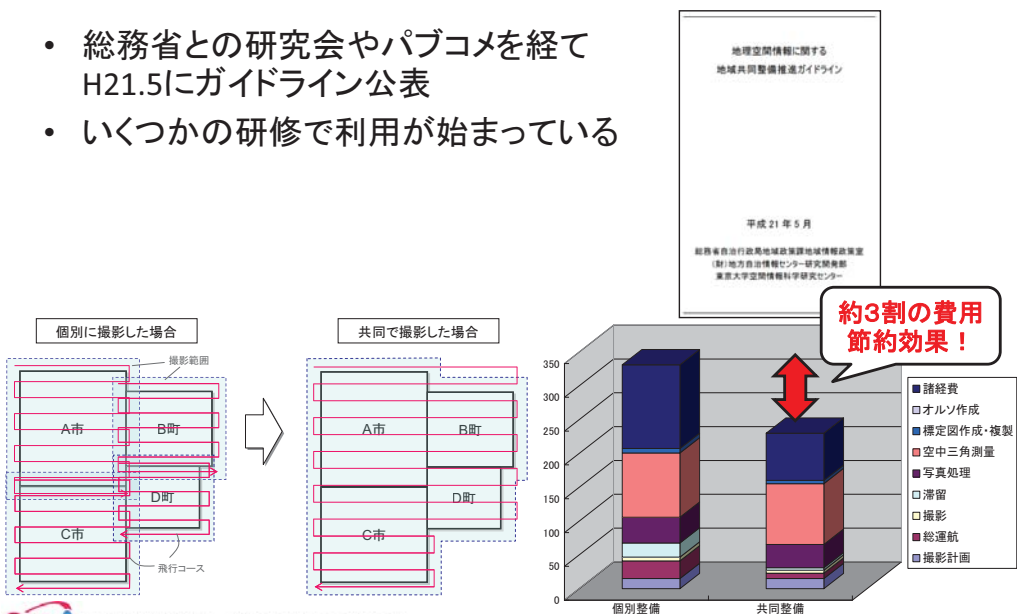 • 総務省との研究会やパブコメを経て
H21.5にガイドライン公表
• いくつかの研修で利用が始まっている
地理空間情報に関する
地域共同整備推進ガイドライン
平成21年5月
総務省自治行政局地域政策課地域情報政策室
(財)地方自治情報センター研究開発部
東京大学空間情報科学研究センター
個別に撮影した場合
撮影範囲
A市
B町
D町
C市
飛行コース
共同で撮影した場合
A市
B町
D町
C市
約3割の費用
節約効果！
350
300
250
200
150
100
50
0
個別整備
共同整備
諸経費
オルソ作成
標定図作成・複製
空中三角測量
写真処理
滞留
撮影
総運航
撮影計画